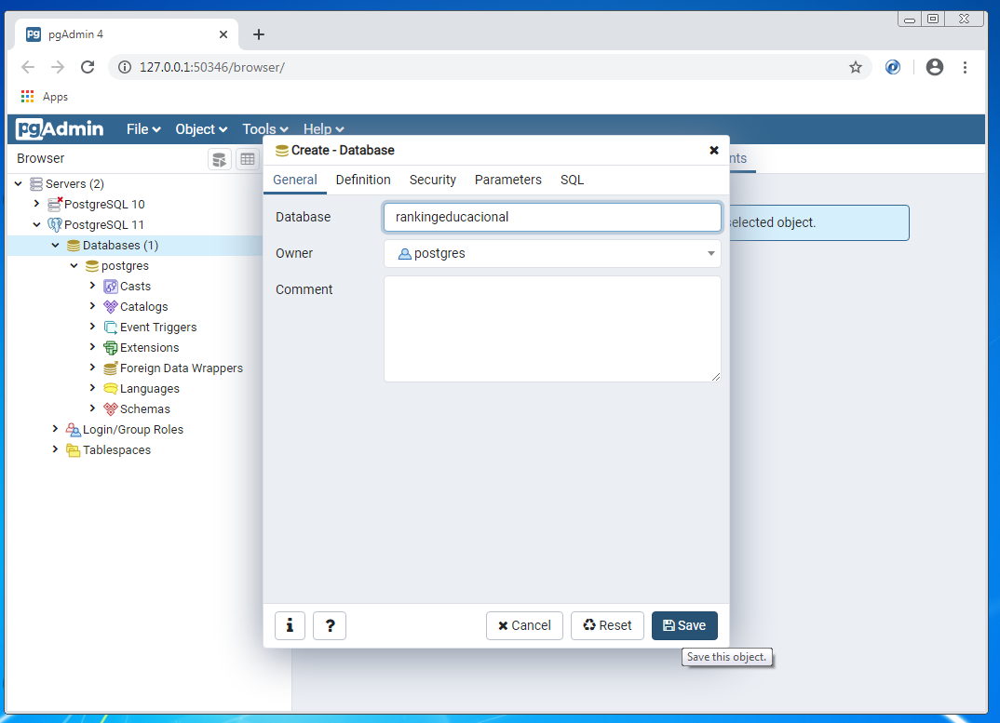 pgAdmin 4
127.0.0.1:50346/browser/
Apps
pgAdmin File Object Tools Help
Browser
Create - Database
nts
General Definition Security Parameters SQL
Servers (2)
PostgreSQL 10
PostgreSQL 11
Databases (1)
postgres
Casts
Catalogs
Event Triggers
Extensions
Foreign Data Wrappers
Languages
Schemas
Login/Group Roles
Tablespaces
Database rankingeducacional
Owner postgres
Comment
elected object.
i ? Cancel Reset Save
Save this object.